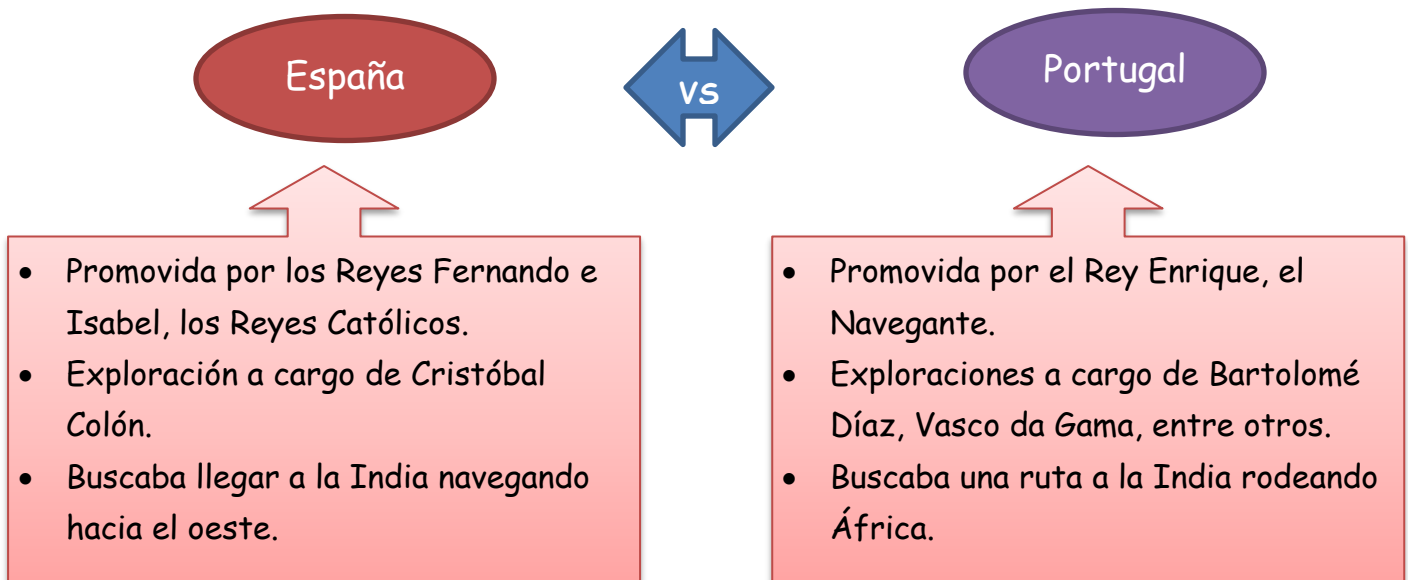 España
vs
Portugal
• Promovida por los Reyes Fernando e
Isabel, los Reyes Católicos.
• Exploración a cargo de Cristóbal
Colón.
• Buscaba llegar a la India navegando
hacia el oeste.
• Promovida por el Rey Enrique, el
Navegante.
• Exploraciones a cargo de Bartolomé
Díaz, Vasco da Gama, entre otros.
• Buscaba una ruta a la India rodeando
África.